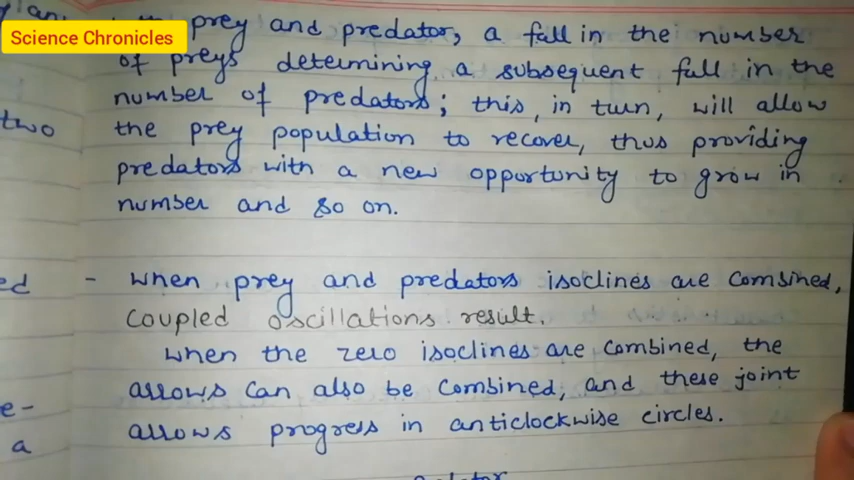 Science Chronicles
prey and predator, a fall in the number
of preys determining a subsequent fall in the
number of predators; this, in turn, will allow
two
the prey population to recover, thus providing
predators with a new opportunity to grow in
number and so on.
ed
- when prey and predators isoclines are combined,
coupled oscillations result.
when the zero isoclines are combined, the
arrows can also be combined, and these joint
e-
arrows progress in anticlockwise circles.
a